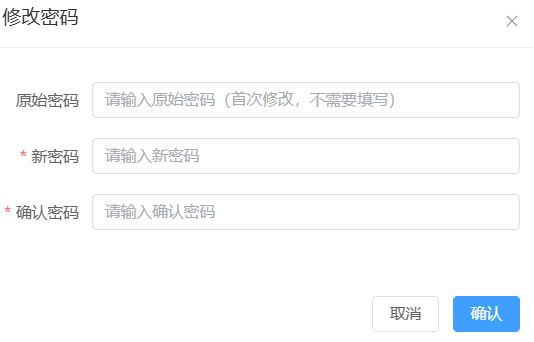 修改密码
原始密码 请输入原始密码（首次修改，不需要填写）
* 新密码 请输入新密码
* 确认密码 请输入确认密码
取消 确认